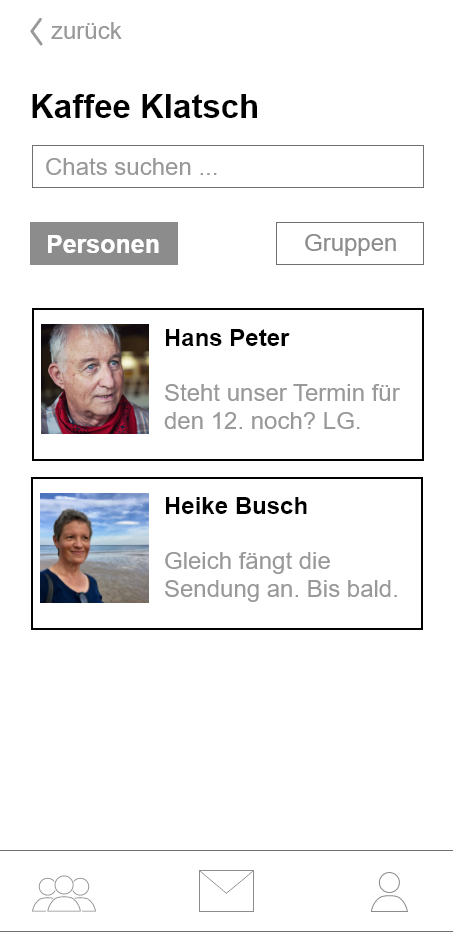 zurück
Kaffee Klatsch
Chats suchen ...
Personen
Gruppen
Hans Peter
Steht unser Termin für
den 12. noch? LG.
Heike Busch
Gleich fängt die
Sendung an. Bis bald.